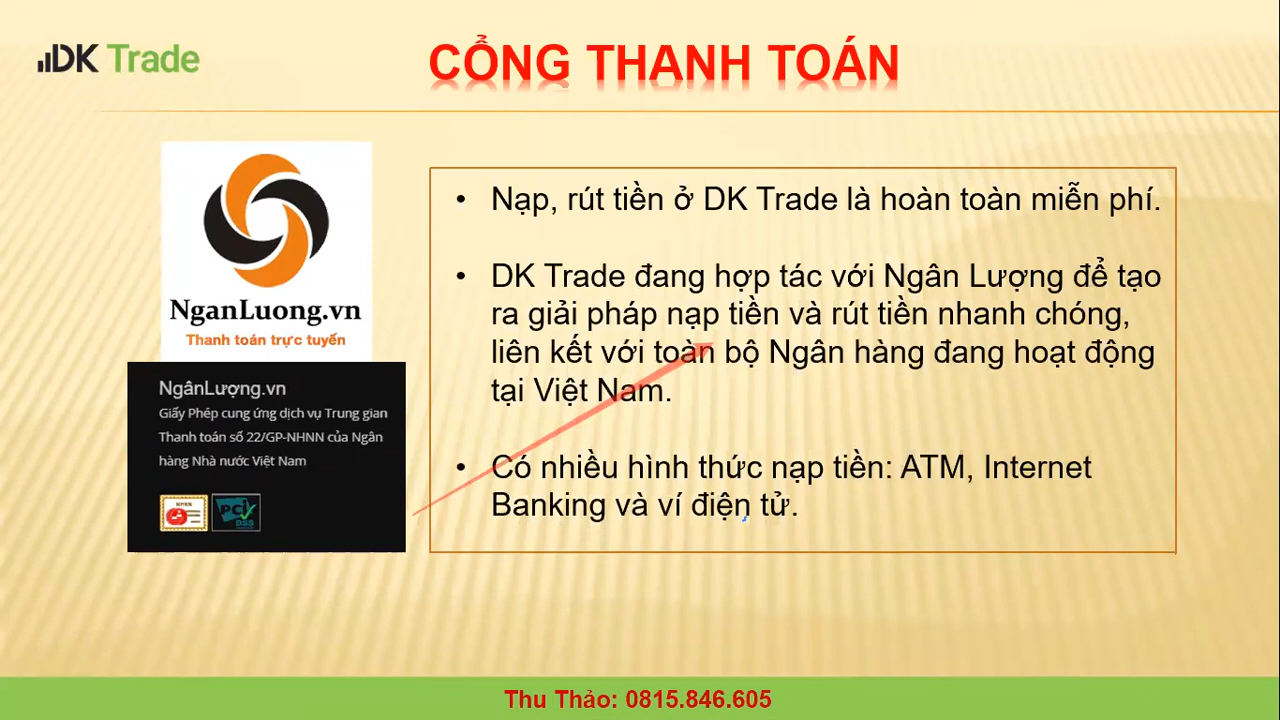 DK Trade
CỔNG THANH TOÁN
NganLuong.vn
Thanh toán trực tuyến
NgânLượng.vn
Giấy Phép cung ứng dịch vụ Trung gian
Thanh toán số 22/GP-NHNN của Ngân
hàng Nhà nước Việt Nam
PCI
DSS
• Nạp, rút tiền ở DK Trade là hoàn toàn miễn phí.
• DK Trade đang hợp tác với Ngân Lượng để tạo
ra giải pháp nạp tiền và rút tiền nhanh chóng,
liên kết với toàn bộ Ngân hàng đang hoạt động
tại Việt Nam.
• Có nhiều hình thức nạp tiền: ATM, Internet
Banking và ví điện tử.
Thu Thảo: 0815.846.605